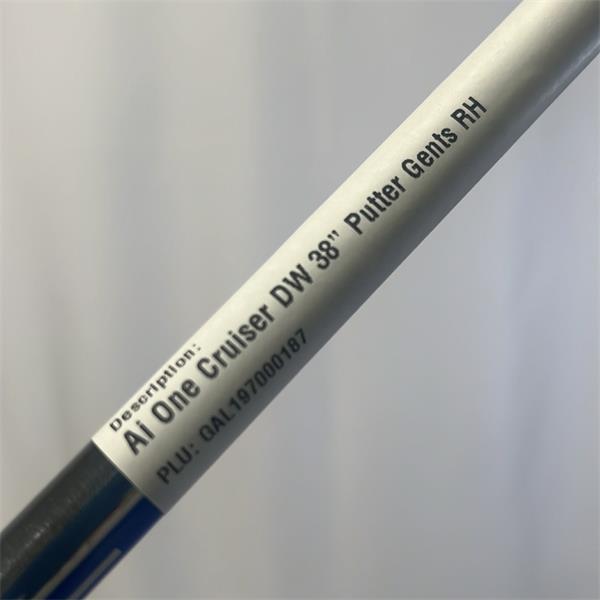 Description:
Ai One Cruiser DW 38" Putter Gents RH
PLU: GAL197000187